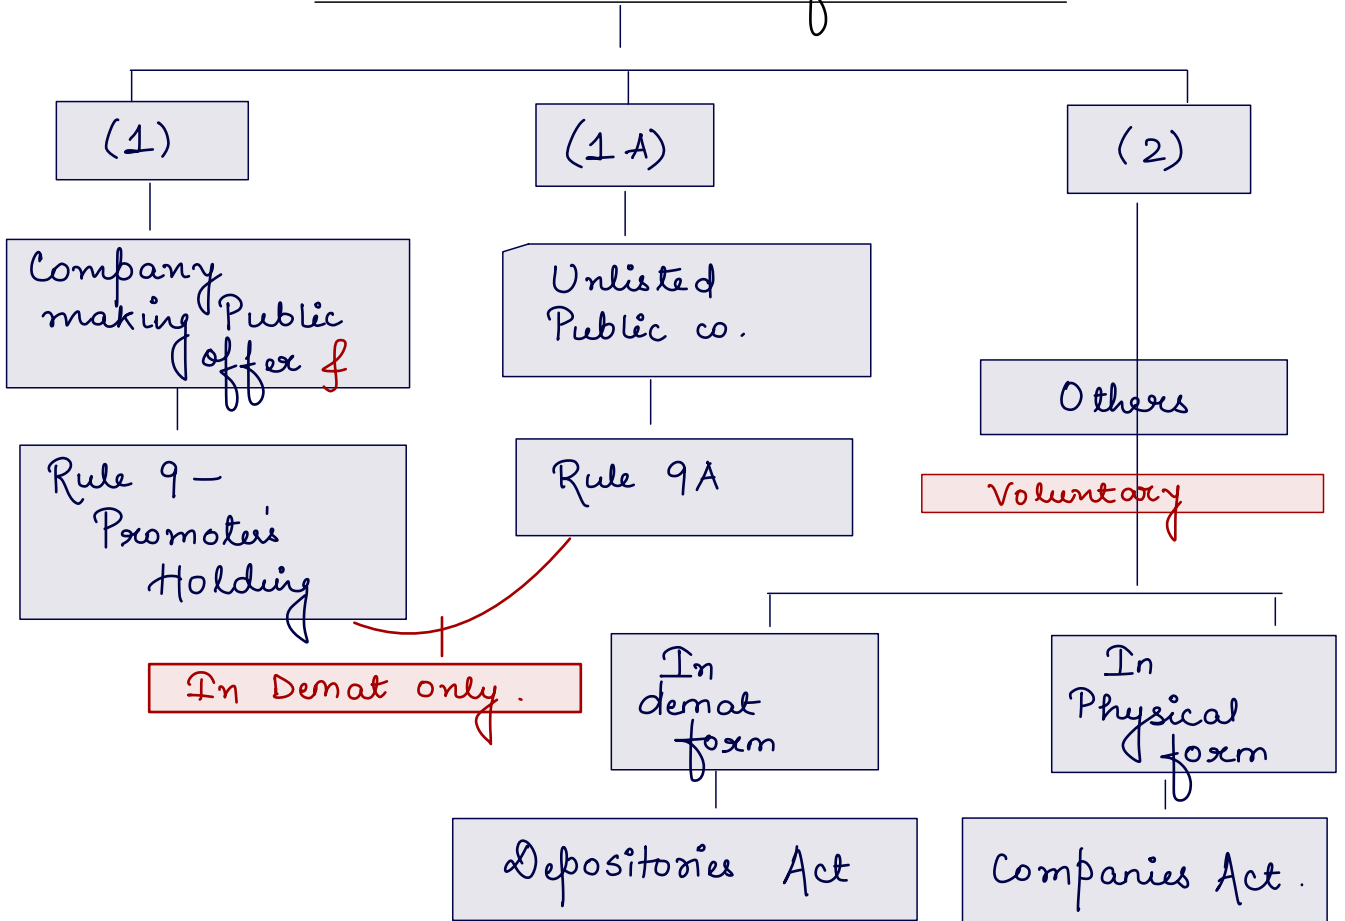 (1)
(1A)
(2)
Company
making Public
offer &
Unlisted
Public co.
Others
Rule 9 –
Promoter's
Holding
Rule 9A
Voluntary
In Demat only.
In
demat
form
In
Physical
form
Depositories Act
Companies Act.